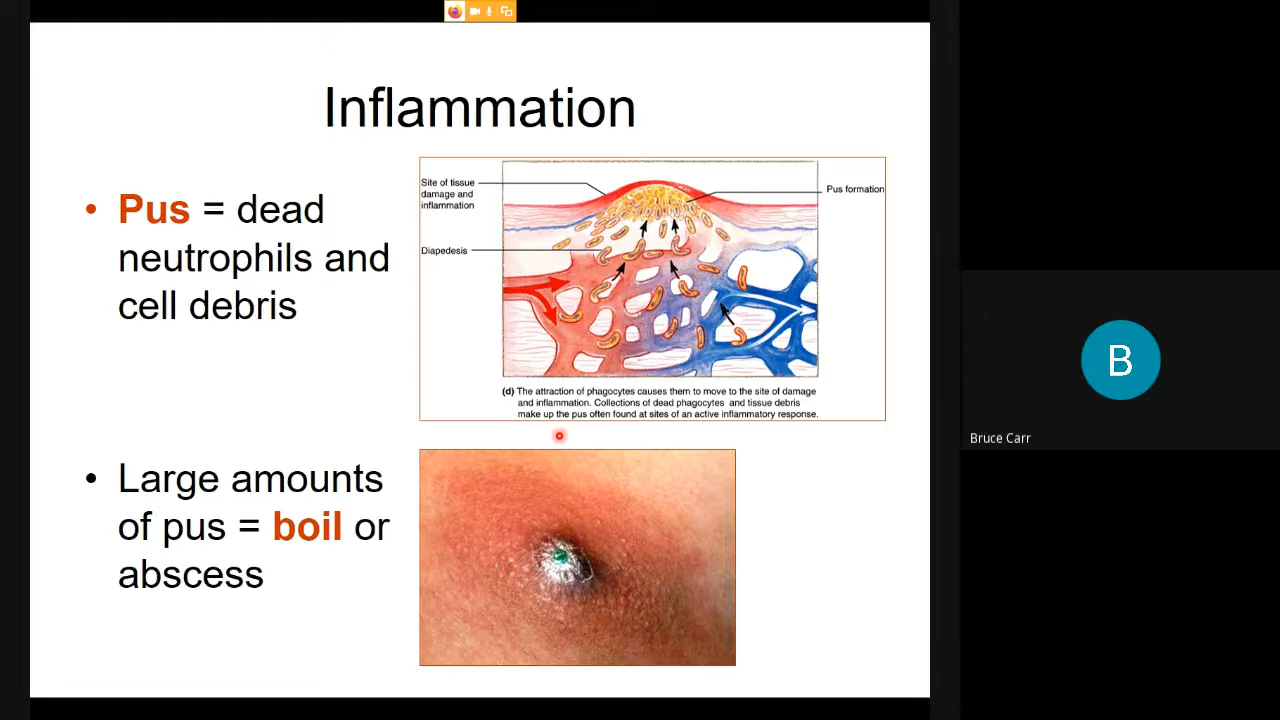 Inflammation
• Pus = dead
neutrophils and
cell debris
Site of tissue
damage and
inflammation
Pus formation
Diapedesis
(d) The attraction of phagocytes causes them to move to the site of damage
and inflammation. Collections of dead phagocytes and tissue debris
make up the pus often found at sites of an active inflammatory response.
• Large amounts
of pus = boil or
abscess
B
Bruce Carr